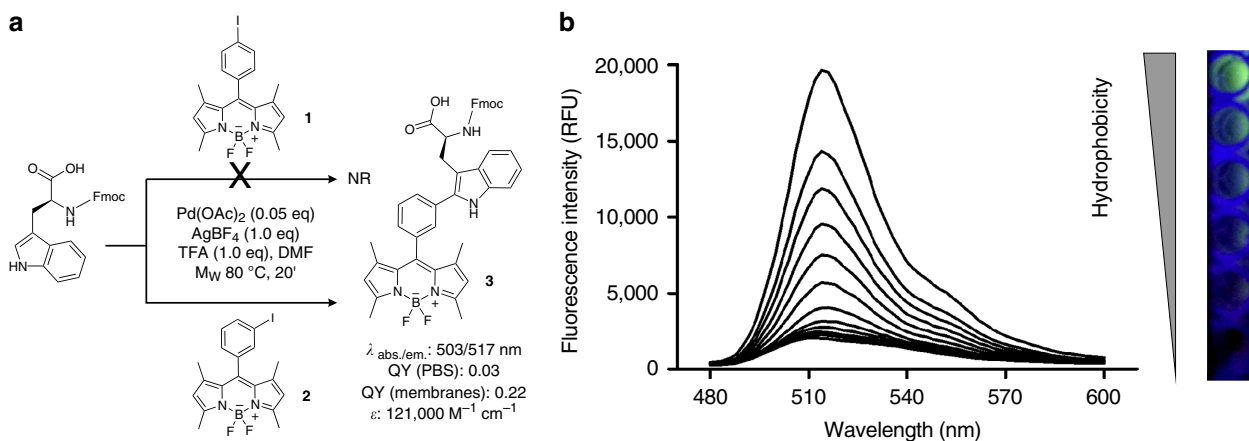 a
I
1
N
B
−
N
+
F
F
X
NR
O
OH
N
H
Fmoc
HN
Pd(OAc)2 (0.05 eq)
AgBF4 (1.0 eq)
TFA (1.0 eq), DMF
MW 80 °C, 20'
I
2
N
B
−
N
+
F
F
O
OH
NH
Fmoc
N
H
3
N
B
−
N
+
F
F
λ abs./em.: 503/517 nm
QY (PBS): 0.03
QY (membranes): 0.22
ε: 121,000 M−1 cm−1
b
Fluorescence intensity (RFU)
20,000
15,000
10,000
5,000
0
480
510
540
570
600
Wavelength (nm)
Hydrophobicity